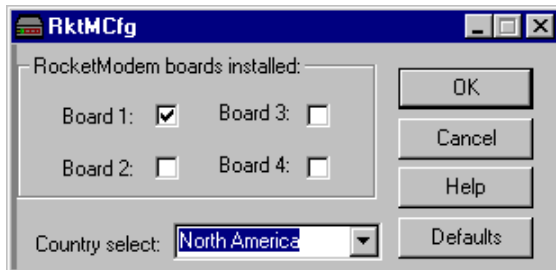 RktMCfg
RocketModem boards installed:
Board 1:
Board 3:
Board 2:
Board 4:
Country select: North America
OK
Cancel
Help
Defaults